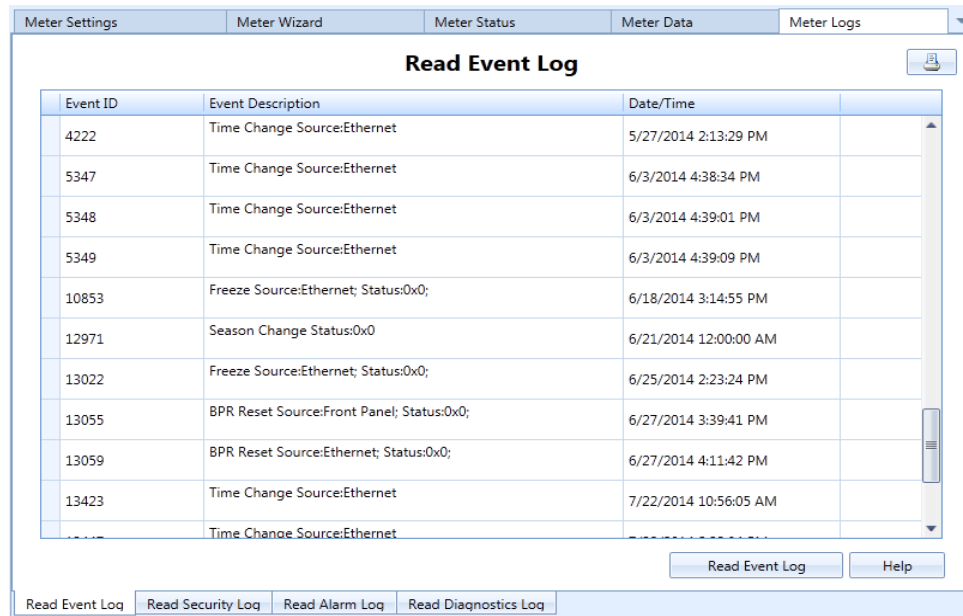 Meter Settings Meter Wizard Meter Status Meter Data Meter Logs
Read Event Log
Event ID Event Description Date/Time
4222 Time Change Source:Ethernet 5/27/2014 2:13:29 PM
5347 Time Change Source:Ethernet 6/3/2014 4:38:34 PM
5348 Time Change Source:Ethernet 6/3/2014 4:39:01 PM
5349 Time Change Source:Ethernet 6/3/2014 4:39:09 PM
10853 Freeze Source:Ethernet; Status:0x0; 6/18/2014 3:14:55 PM
12971 Season Change Status:0x0 6/21/2014 12:00:00 AM
13022 Freeze Source:Ethernet; Status:0x0; 6/25/2014 2:23:24 PM
13055 BPR Reset Source:Front Panel; Status:0x0; 6/27/2014 3:39:41 PM
13059 BPR Reset Source:Ethernet; Status:0x0; 6/27/2014 4:11:42 PM
13423 Time Change Source:Ethernet 7/22/2014 10:56:05 AM
Time Change Source:Ethernet
Read Event Log Help
Read Event Log Read Security Log Read Alarm Log Read Diagnostics Log